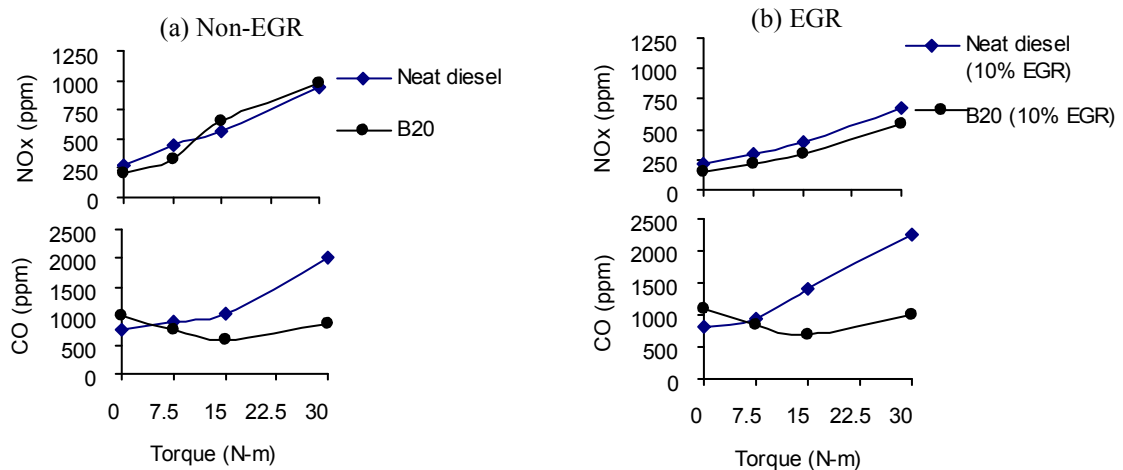 (a) Non-EGR
NOx (ppm)
1250
1000
750
500
250
0
Neat diesel
B20
CO (ppm)
2500
2000
1500
1000
500
0
0 7.5 15 22.5 30
Torque (N-m)
(b) EGR
NOx (ppm)
1250
1000
750
500
250
0
Neat diesel
(10% EGR)
B20 (10% EGR)
CO (ppm)
2500
2000
1500
1000
500
0
0 7.5 15 22.5 30
Torque (N-m)